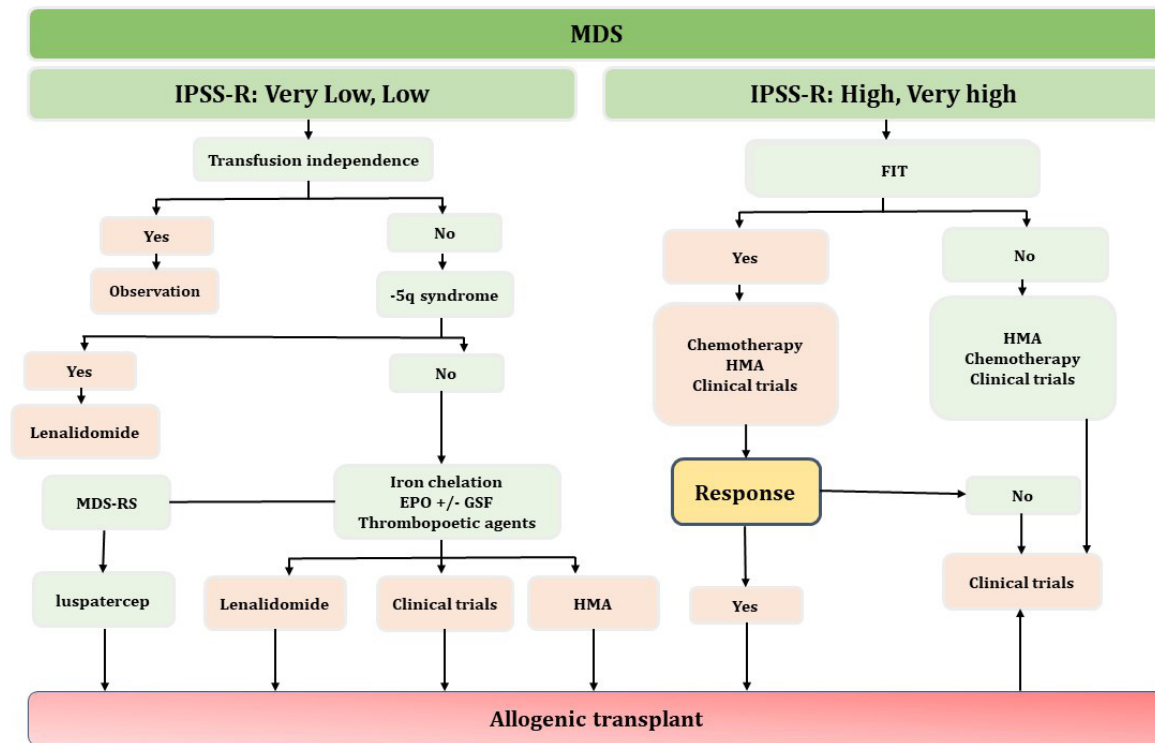 MDS
IPSS-R: Very Low, Low
IPSS-R: High, Very high
Transfusion independence
FIT
Yes
No
Yes
No
Observation
-5q syndrome
Chemotherapy
HMA
Clinical trials
HMA
Chemotherapy
Clinical trials
Yes
No
Lenalidomide
MDS-RS
Iron chelation
EPO +/- GSF
Thrombopoetic agents
Response
No
luspatercep
Lenalidomide
Clinical trials
HMA
Yes
Clinical trials
Allogenic transplant